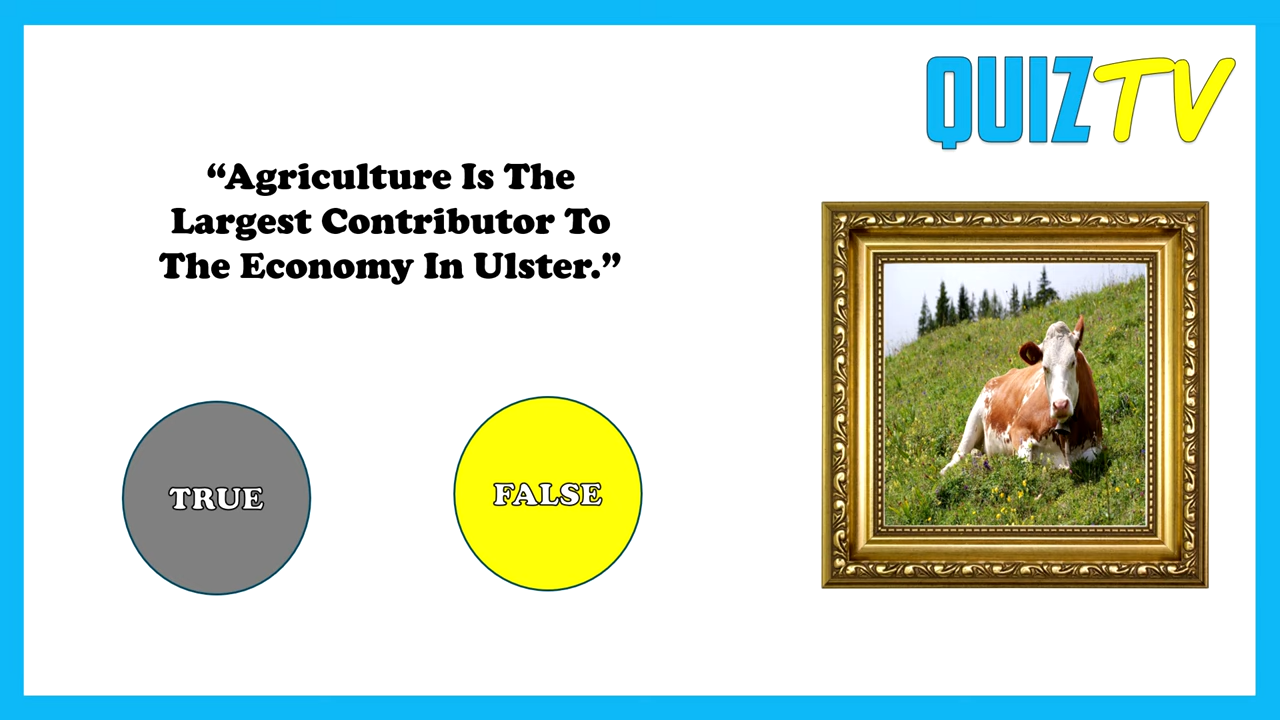 QUIZTV
“Agriculture Is The
Largest Contributor To
The Economy In Ulster.”
TRUE
FALSE